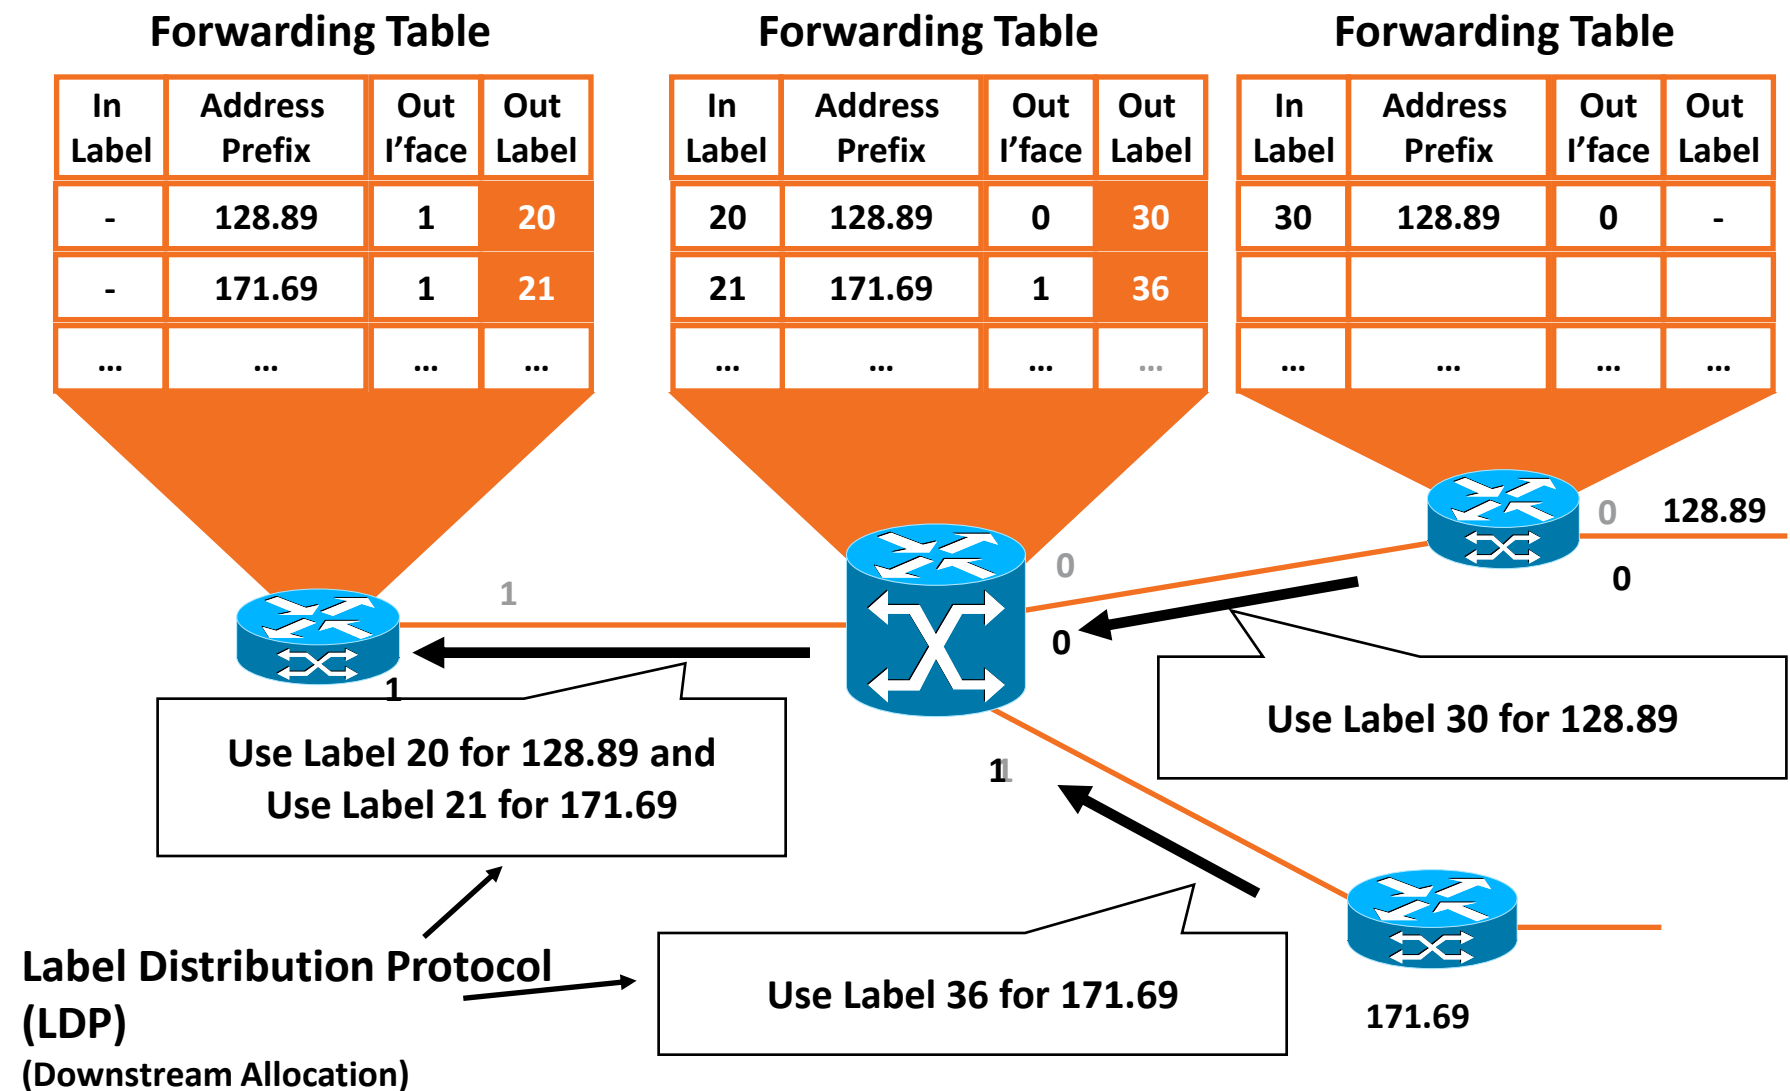 Forwarding Table
In Label Address Prefix Out I’face Out Label
- 128.89 1 20
- 171.69 1 21
... ... ... ...
Forwarding Table
In Label Address Prefix Out I’face Out Label
20 128.89 0 30
21 171.69 1 36
... ... ... ...
Forwarding Table
In Label Address Prefix Out I’face Out Label
30 128.89 0 -
... ... ... ...
0 128.89
0
1
0
0
1
Use Label 30 for 128.89
Use Label 20 for 128.89 and
Use Label 21 for 171.69
1
1
Label Distribution Protocol
(LDP)
(Downstream Allocation)
Use Label 36 for 171.69
171.69